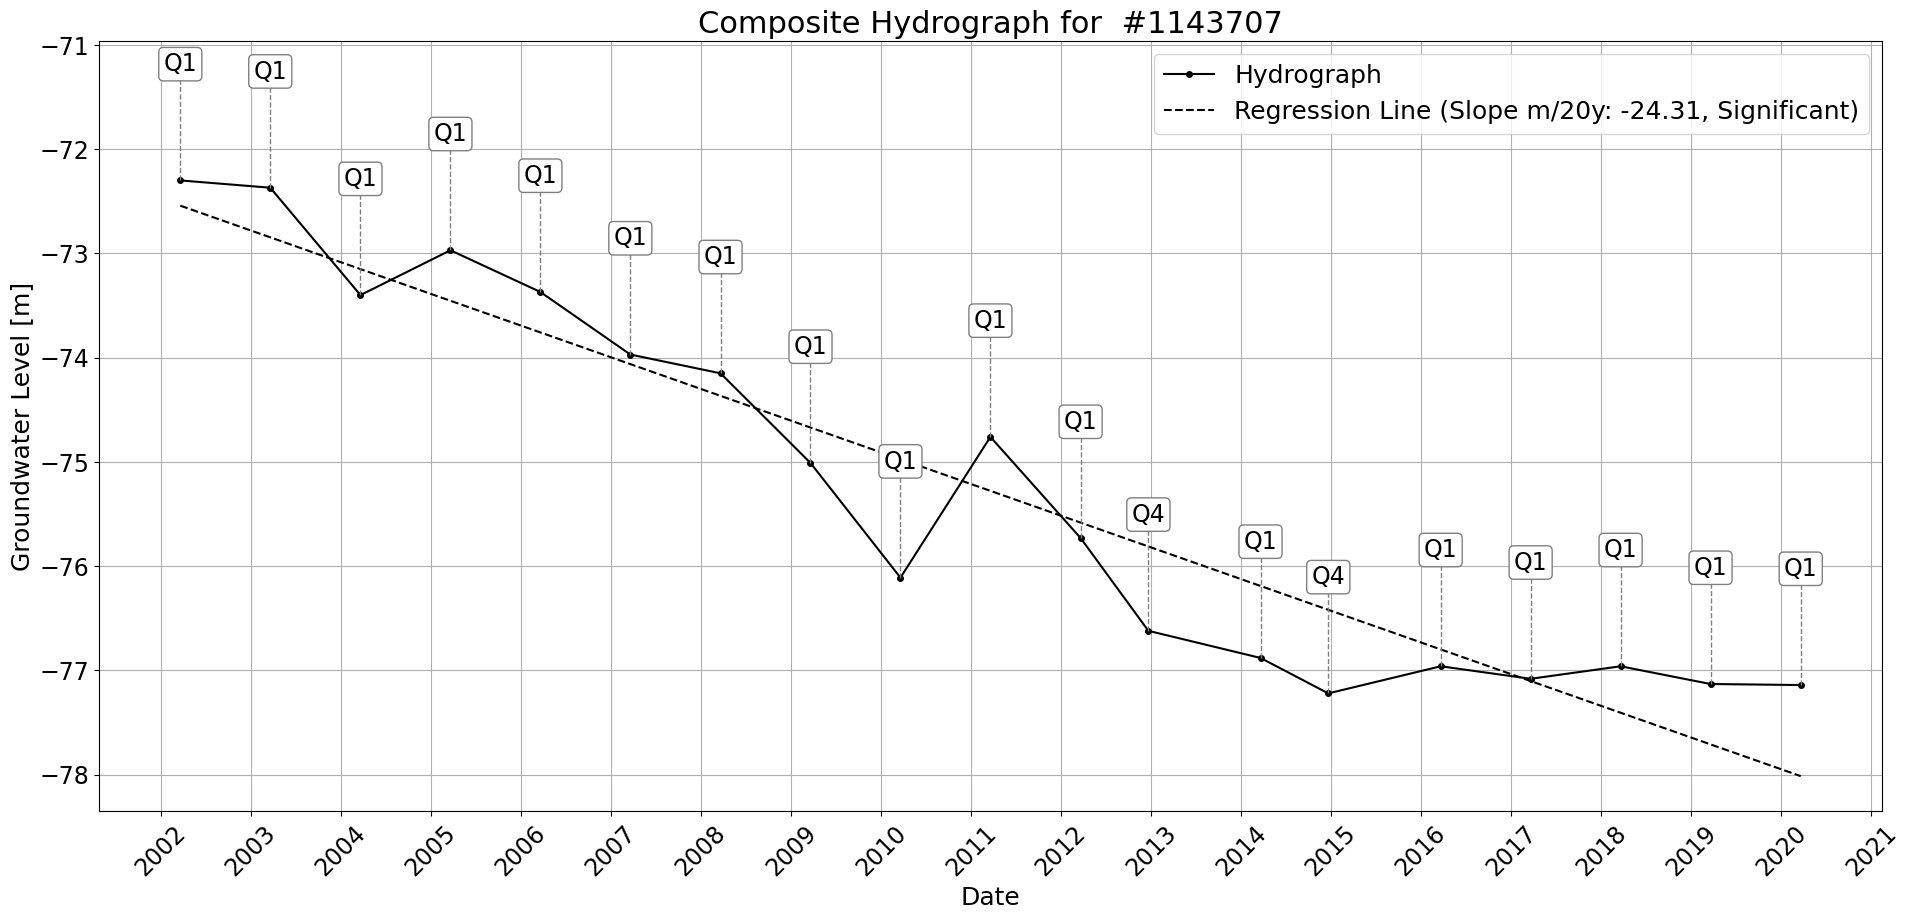 Composite Hydrograph for  #1143707
Hydrograph
Regression Line (Slope m/20y: -24.31, Significant)
Groundwater Level [m]
−71
−72
−73
−74
−75
−76
−77
−78
Q1
Q1
Q1
Q1
Q1
Q1
Q1
Q1
Q1
Q1
Q1
Q4
Q1
Q4
Q1
Q1
Q1
Q1
Q1
2002
2003
2004
2005
2006
2007
2008
2009
2010
2011
2012
2013
2014
2015
2016
2017
2018
2019
2020
2021
Date